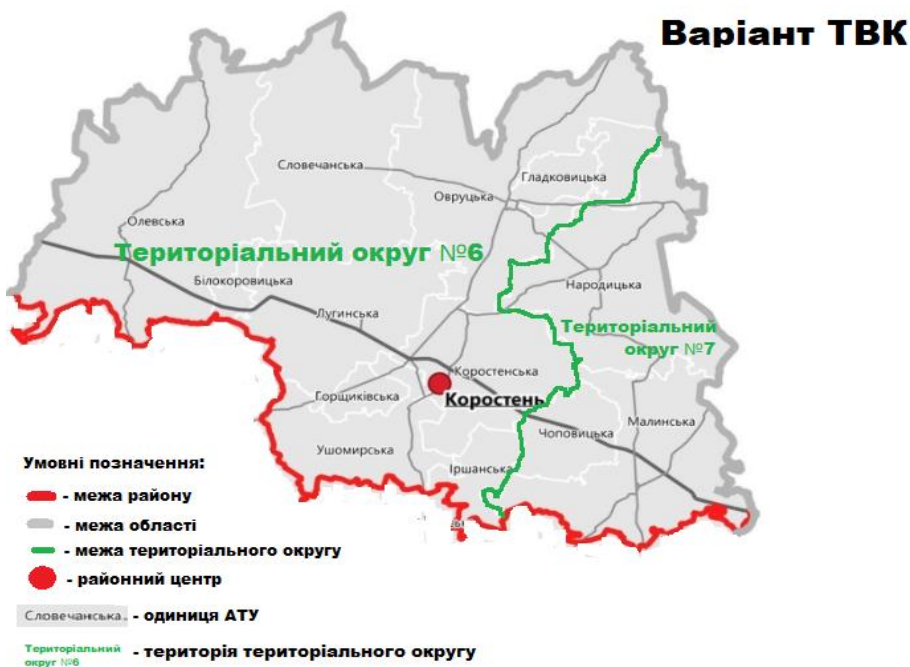 Варіант ТВК
Гладковицька
Словечанська
Овруцька
Олевська
Територіальний округ №6
Білокоровицька
Народицька
Лугинська
Територіальний
округ №7
Коростенська
Горщиківська
Коростень
Малинська
Чоповицька
Ушомирська
Іршанська
Умовні позначення:
- межа району
- межа області
- межа територіального округу
- районний центр
Словечанська - одиниця АТУ
Територіальний
округ №6
- територія територіального округу